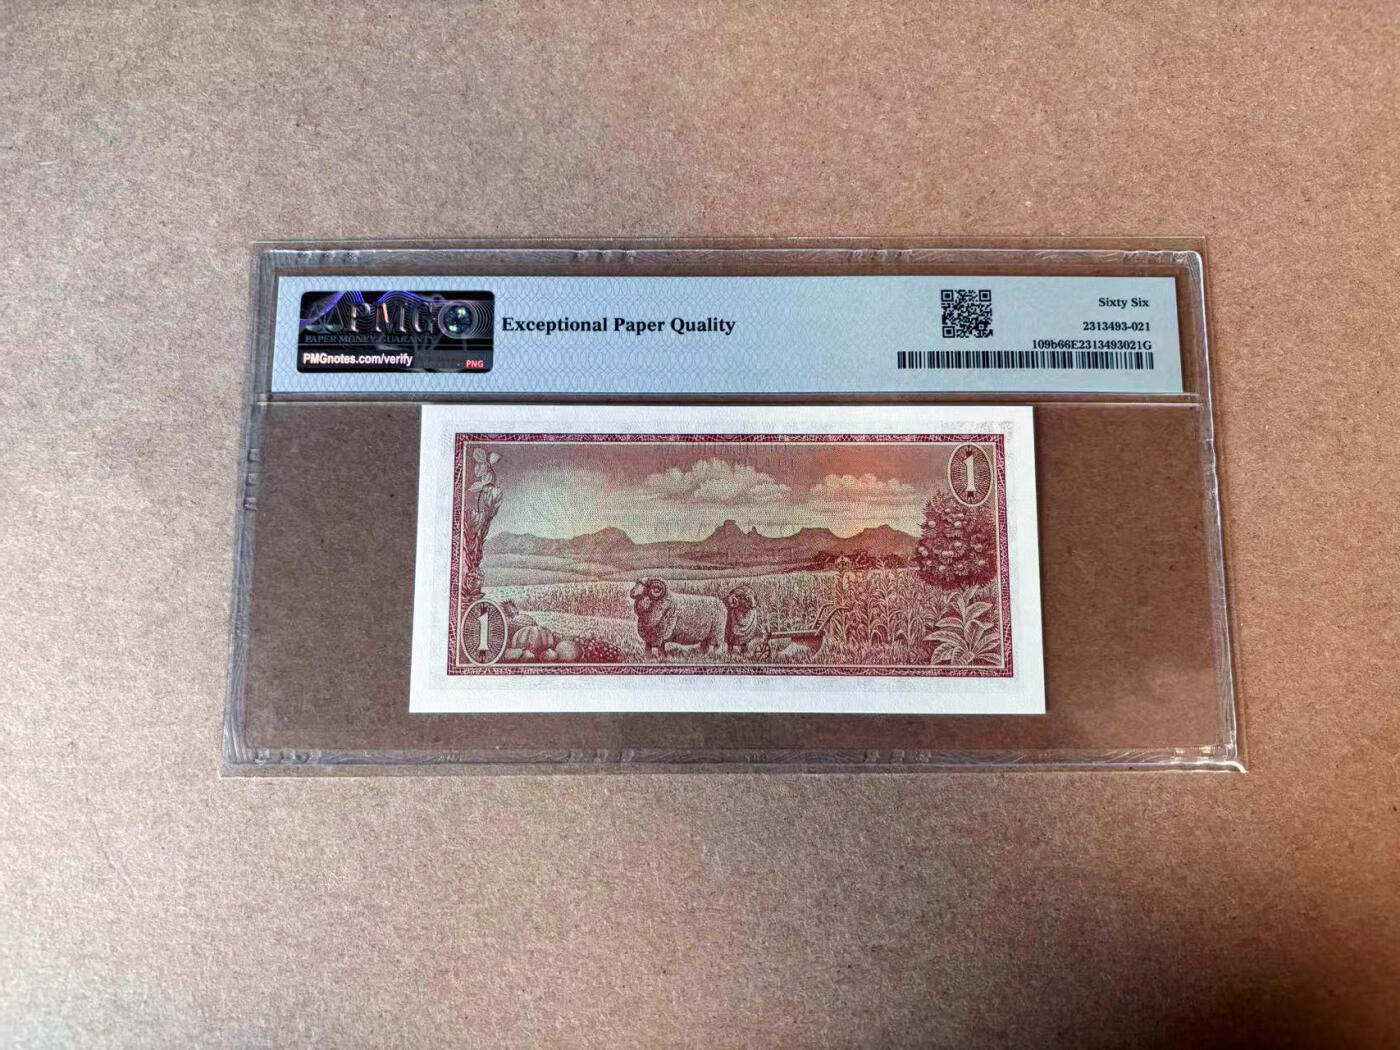 PMG
PAPER MONEY GUARANTY
PMGnotes.com/verify
PNG
Exceptional Paper Quality
Sixty Six
2313493-021
109b66E2313493021G
1
1